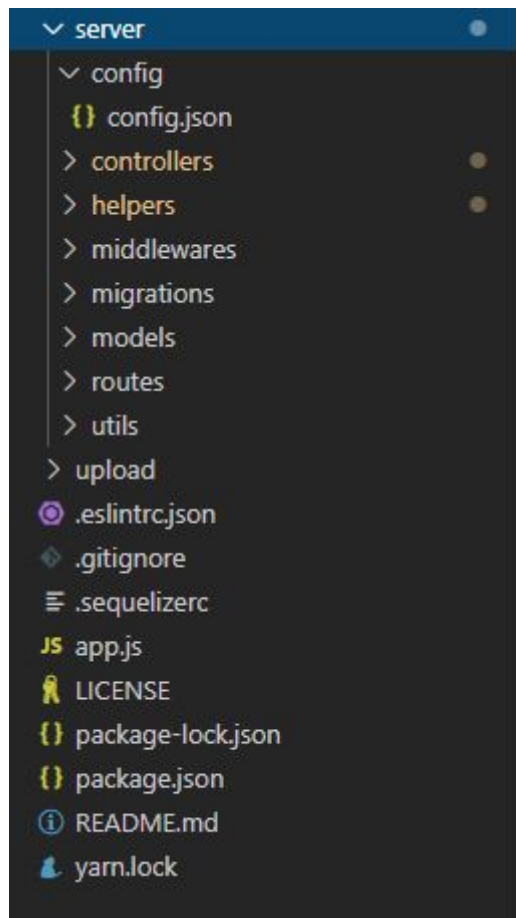 server
config
{} config.json
controllers
helpers
middlewares
migrations
models
routes
utils
upload
.eslintrc.json
.gitignore
.sequelizerc
JS app.js
LICENSE
{} package-lock.json
{} package.json
README.md
yarn.lock